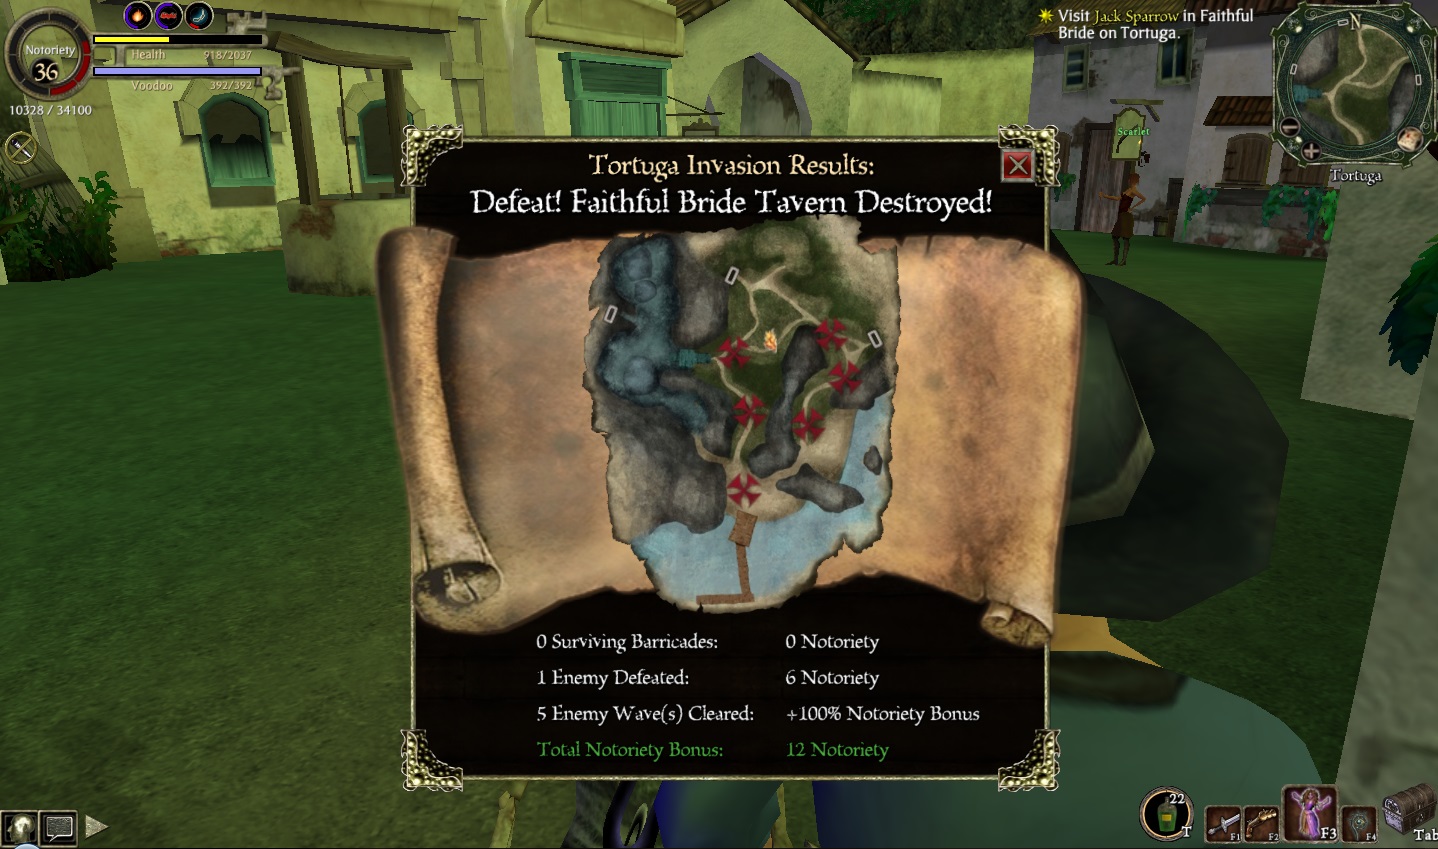 Notoriety
36
10328 / 34100
Health 918/2037
Voodoo 392/392
Visit Jack Sparrow in Faithful
Bride on Tortuga.
N
Tortuga
Scarlet
Tortuga Invasion Results:
Defeat! Faithful Bride Tavern Destroyed!
0 Surviving Barricades: 0 Notoriety
1 Enemy Defeated: 6 Notoriety
5 Enemy Wave(s) Cleared: +100% Notoriety Bonus
Total Notoriety Bonus: 12 Notoriety
22
T
F1
F2
F3
F4
Tab